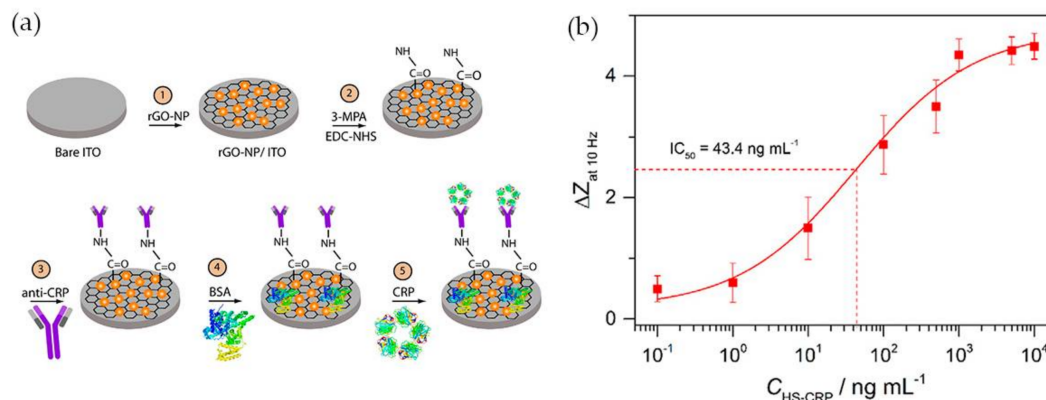 (a)
NH
NH
C=O
C=O
1
rGO-NP
2
3-MPA
EDC-NHS
Bare ITO
rGO-NP/ ITO
NH
NH
C=O
C=O
3
anti-CRP
NH
NH
C=O
C=O
4
BSA
NH
NH
C=O
C=O
5
CRP
(b)
ΔZat 10 Hz
4
2
0
IC50 = 43.4 ng mL-1
10-1
100
101
102
103
104
CHS-CRP / ng mL-1